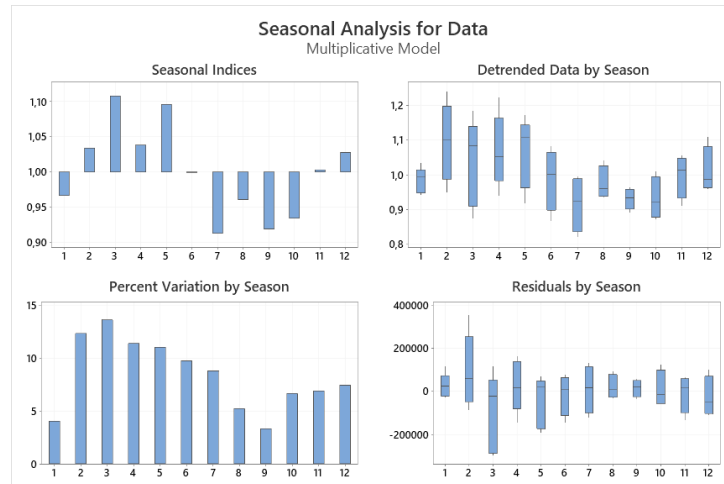 Seasonal Analysis for Data
Multiplicative Model
Seasonal Indices
1,10
1,05
1,00
0,95
0,90
1 2 3 4 5 6 7 8 9 10 11 12
Detrended Data by Season
1,2
1,1
1,0
0,9
0,8
1 2 3 4 5 6 7 8 9 10 11 12
Percent Variation by Season
15
10
5
0
1 2 3 4 5 6 7 8 9 10 11 12
Residuals by Season
400000
200000
0
-200000
1 2 3 4 5 6 7 8 9 10 11 12